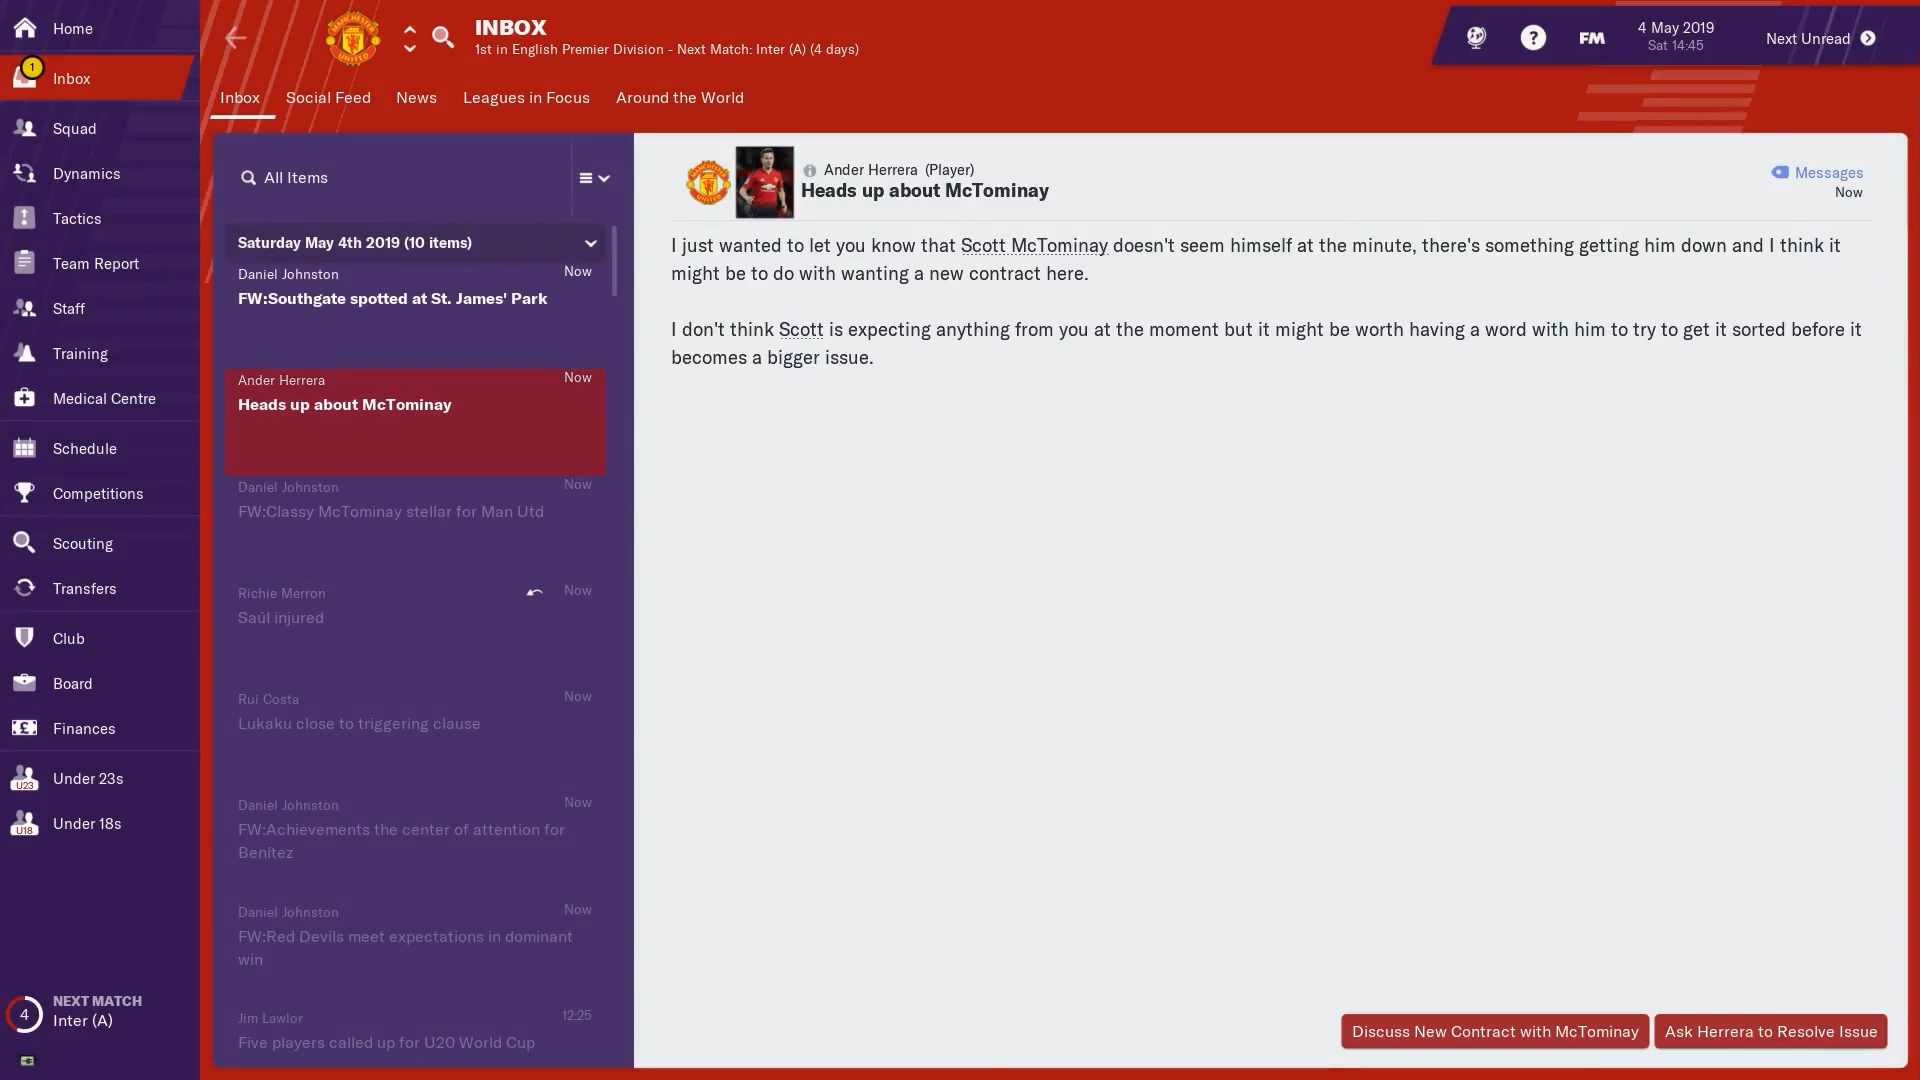 Home
1
Inbox
Squad
Dynamics
Tactics
Team Report
Staff
Training
Medical Centre
Schedule
Competitions
Scouting
Transfers
Club
Board
Finances
U23
Under 23s
U18
Under 18s
NEXT MATCH
4
Inter (A)
INBOX
1st in English Premier Division - Next Match: Inter (A) (4 days)
FM
4 May 2019
Sat 14:45
Next Unread
Inbox
Social Feed
News
Leagues in Focus
Around the World
All Items
Saturday May 4th 2019 (10 items)
Daniel Johnston
Now
FW:Southgate spotted at St. James' Park
Ander Herrera
Now
Heads up about McTominay
Daniel Johnston
Now
FW:Classy McTominay stellar for Man Utd
Richie Merron
Now
Saúl injured
Rui Costa
Now
Lukaku close to triggering clause
Daniel Johnston
Now
FW:Achievements the center of attention for
Benítez
Daniel Johnston
Now
FW:Red Devils meet expectations in dominant
win
Jim Lawlor
12:25
Five players called up for U20 World Cup
Ander Herrera (Player)
Heads up about McTominay
Messages
Now
I just wanted to let you know that Scott McTominay doesn't seem himself at the minute, there's something getting him down and I think it
might be to do with wanting a new contract here.
I don't think Scott is expecting anything from you at the moment but it might be worth having a word with him to try to get it sorted before it
becomes a bigger issue.
Discuss New Contract with McTominay
Ask Herrera to Resolve Issue